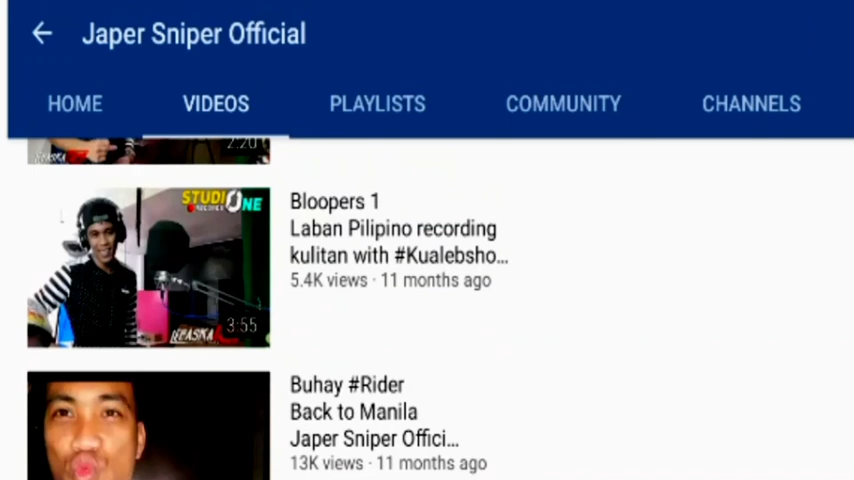 Japer Sniper Official
HOME VIDEOS PLAYLISTS COMMUNITY CHANNELS
2:20
STUDIO ONE
Bloopers 1
Laban Pilipino recording
kulitan with #Kualebsho...
5.4K views · 11 months ago
3:55
Buhay #Rider
Back to Manila
Japer Sniper Offici...
13K views · 11 months ago